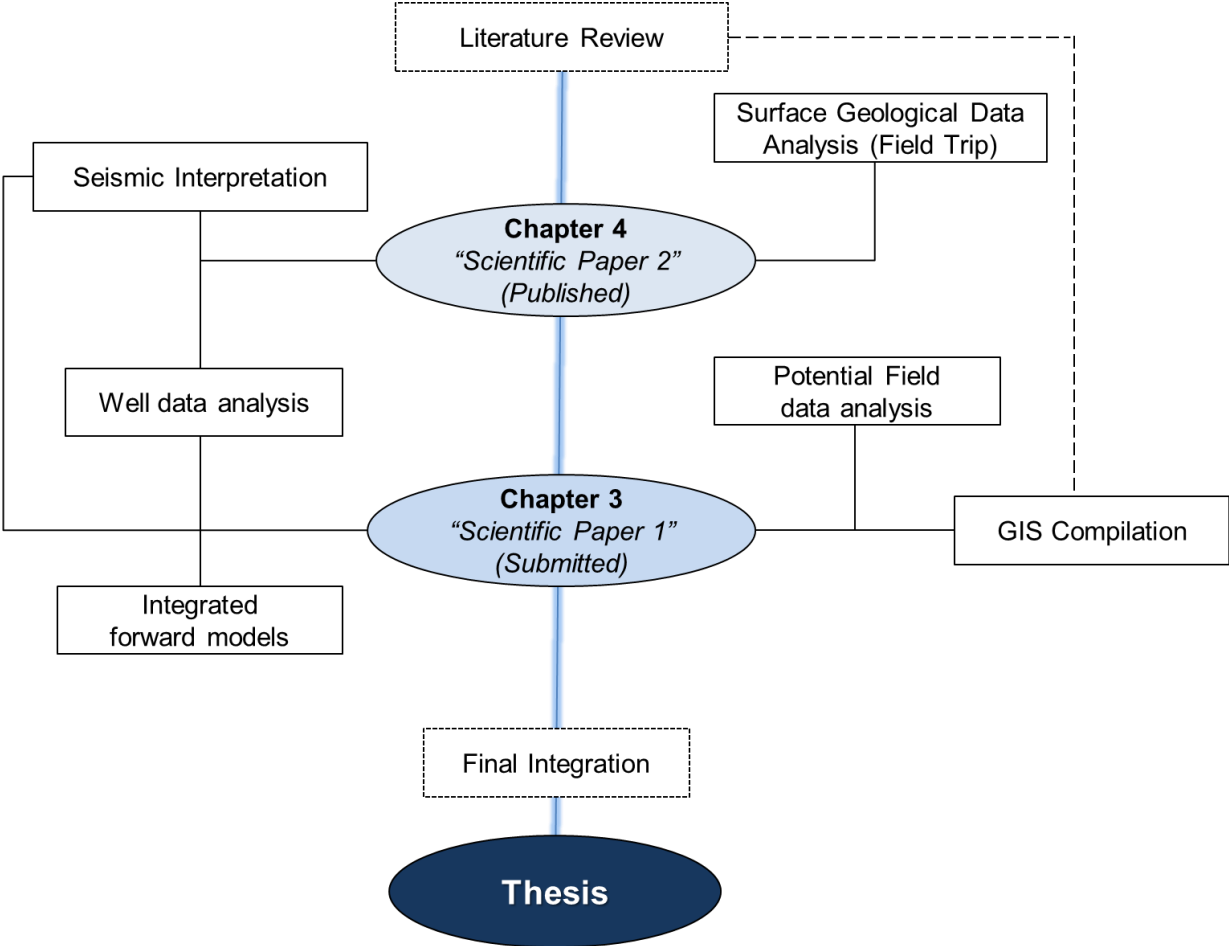 Literature Review
Surface Geological Data
Analysis (Field Trip)
Seismic Interpretation
Chapter 4
“Scientific Paper 2”
(Published)
Well data analysis
Potential Field
data analysis
Chapter 3
“Scientific Paper 1”
(Submitted)
GIS Compilation
Integrated
forward models
Final Integration
Thesis